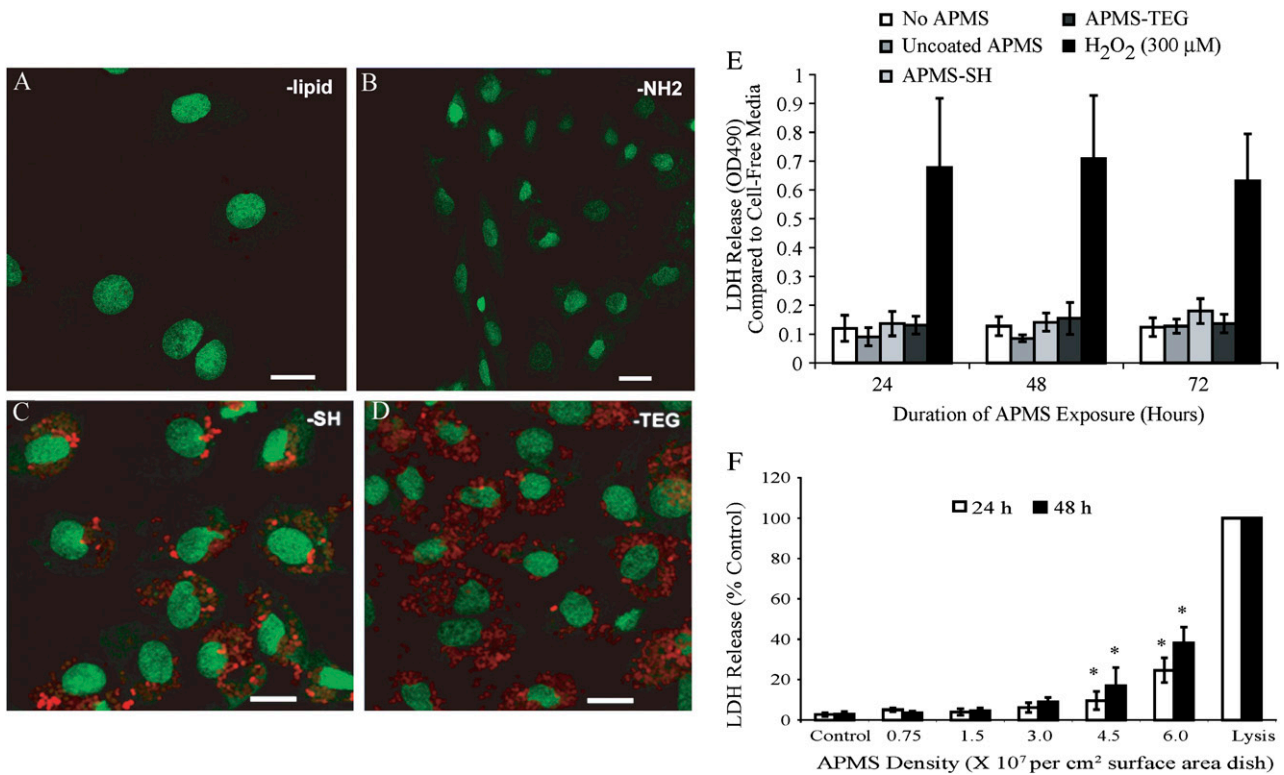 A
-lipid
B
-NH2
C
-SH
D
-TEG
E
No APMS
APMS-TEG
Uncoated APMS
H₂O₂ (300 µM)
APMS-SH
LDH Release (OD490)
Compared to Cell-Free Media
1
0.9
0.8
0.7
0.6
0.5
0.4
0.3
0.2
0.1
0
24
48
72
Duration of APMS Exposure (Hours)
F
LDH Release (% Control)
120
100
80
60
40
20
0
24 h
48 h
*
*
*
*
Control
0.75
1.5
3.0
4.5
6.0
Lysis
APMS Density (X 10⁷ per cm² surface area dish)